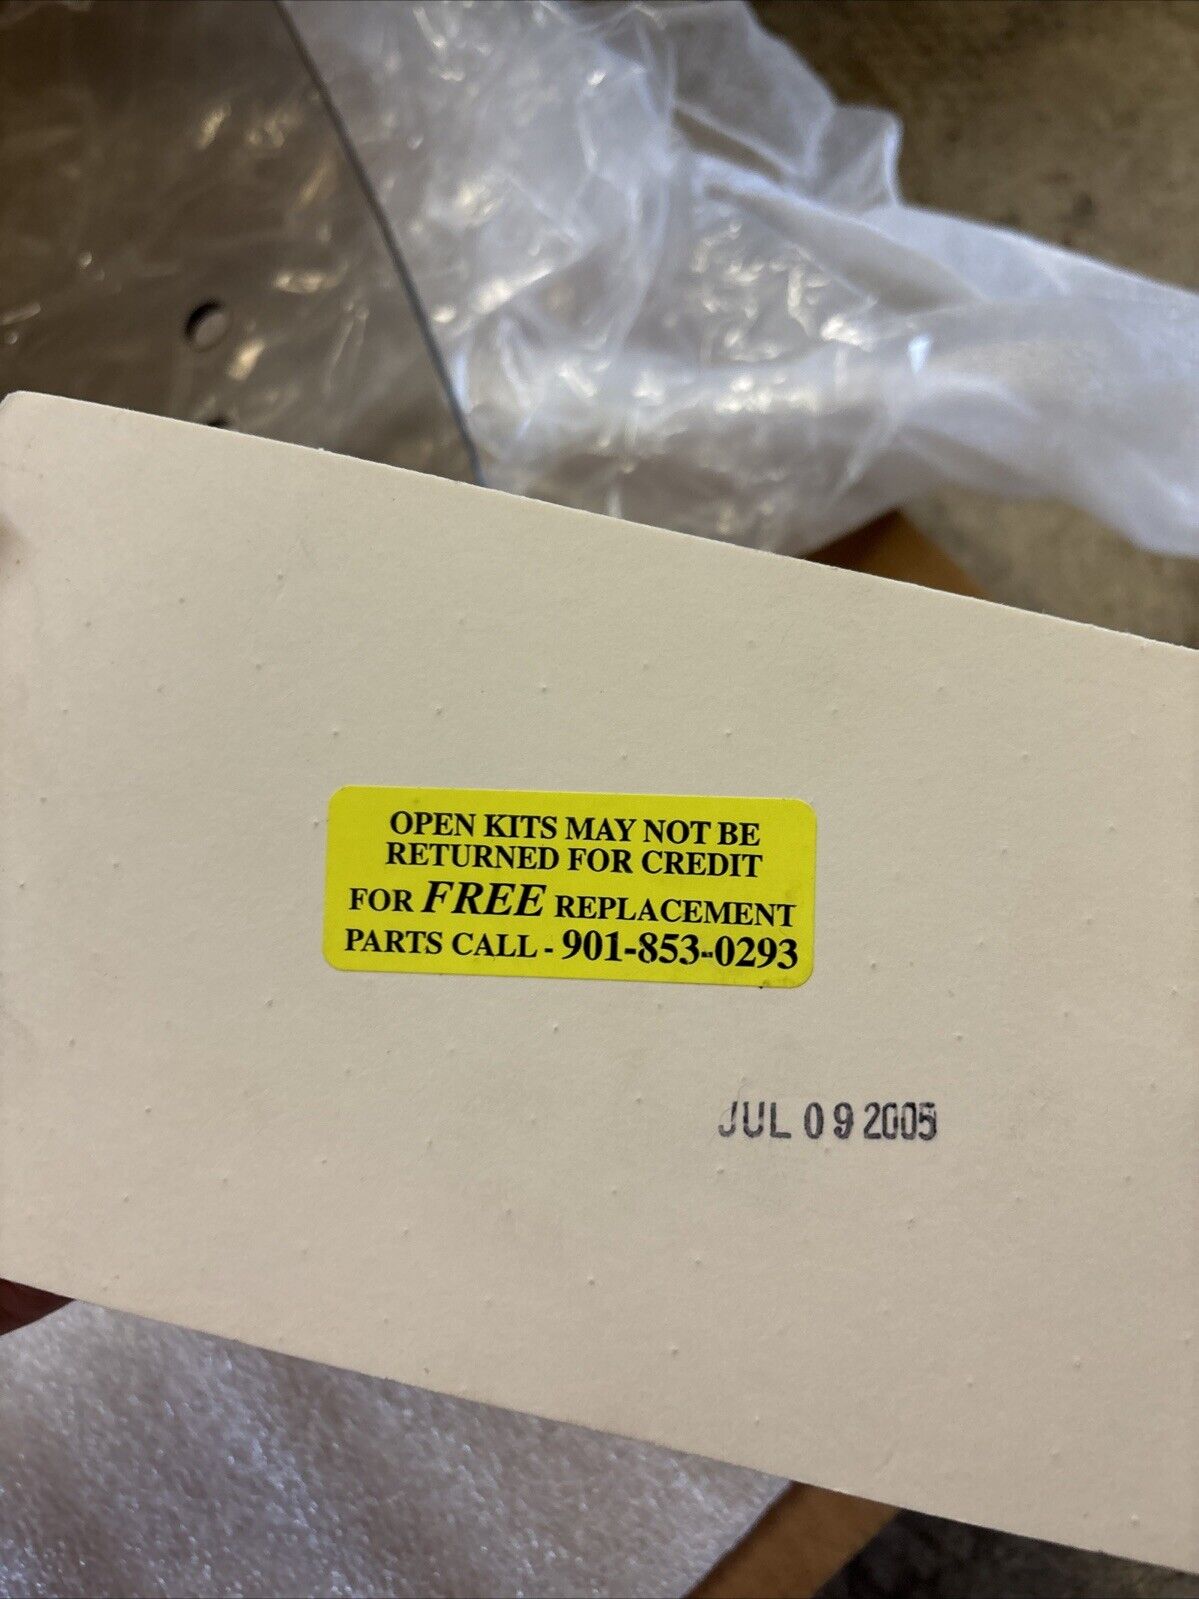 OPEN KITS MAY NOT BE
RETURNED FOR CREDIT
FOR FREE REPLACEMENT
PARTS CALL - 901-853-0293
JUL 09 2005